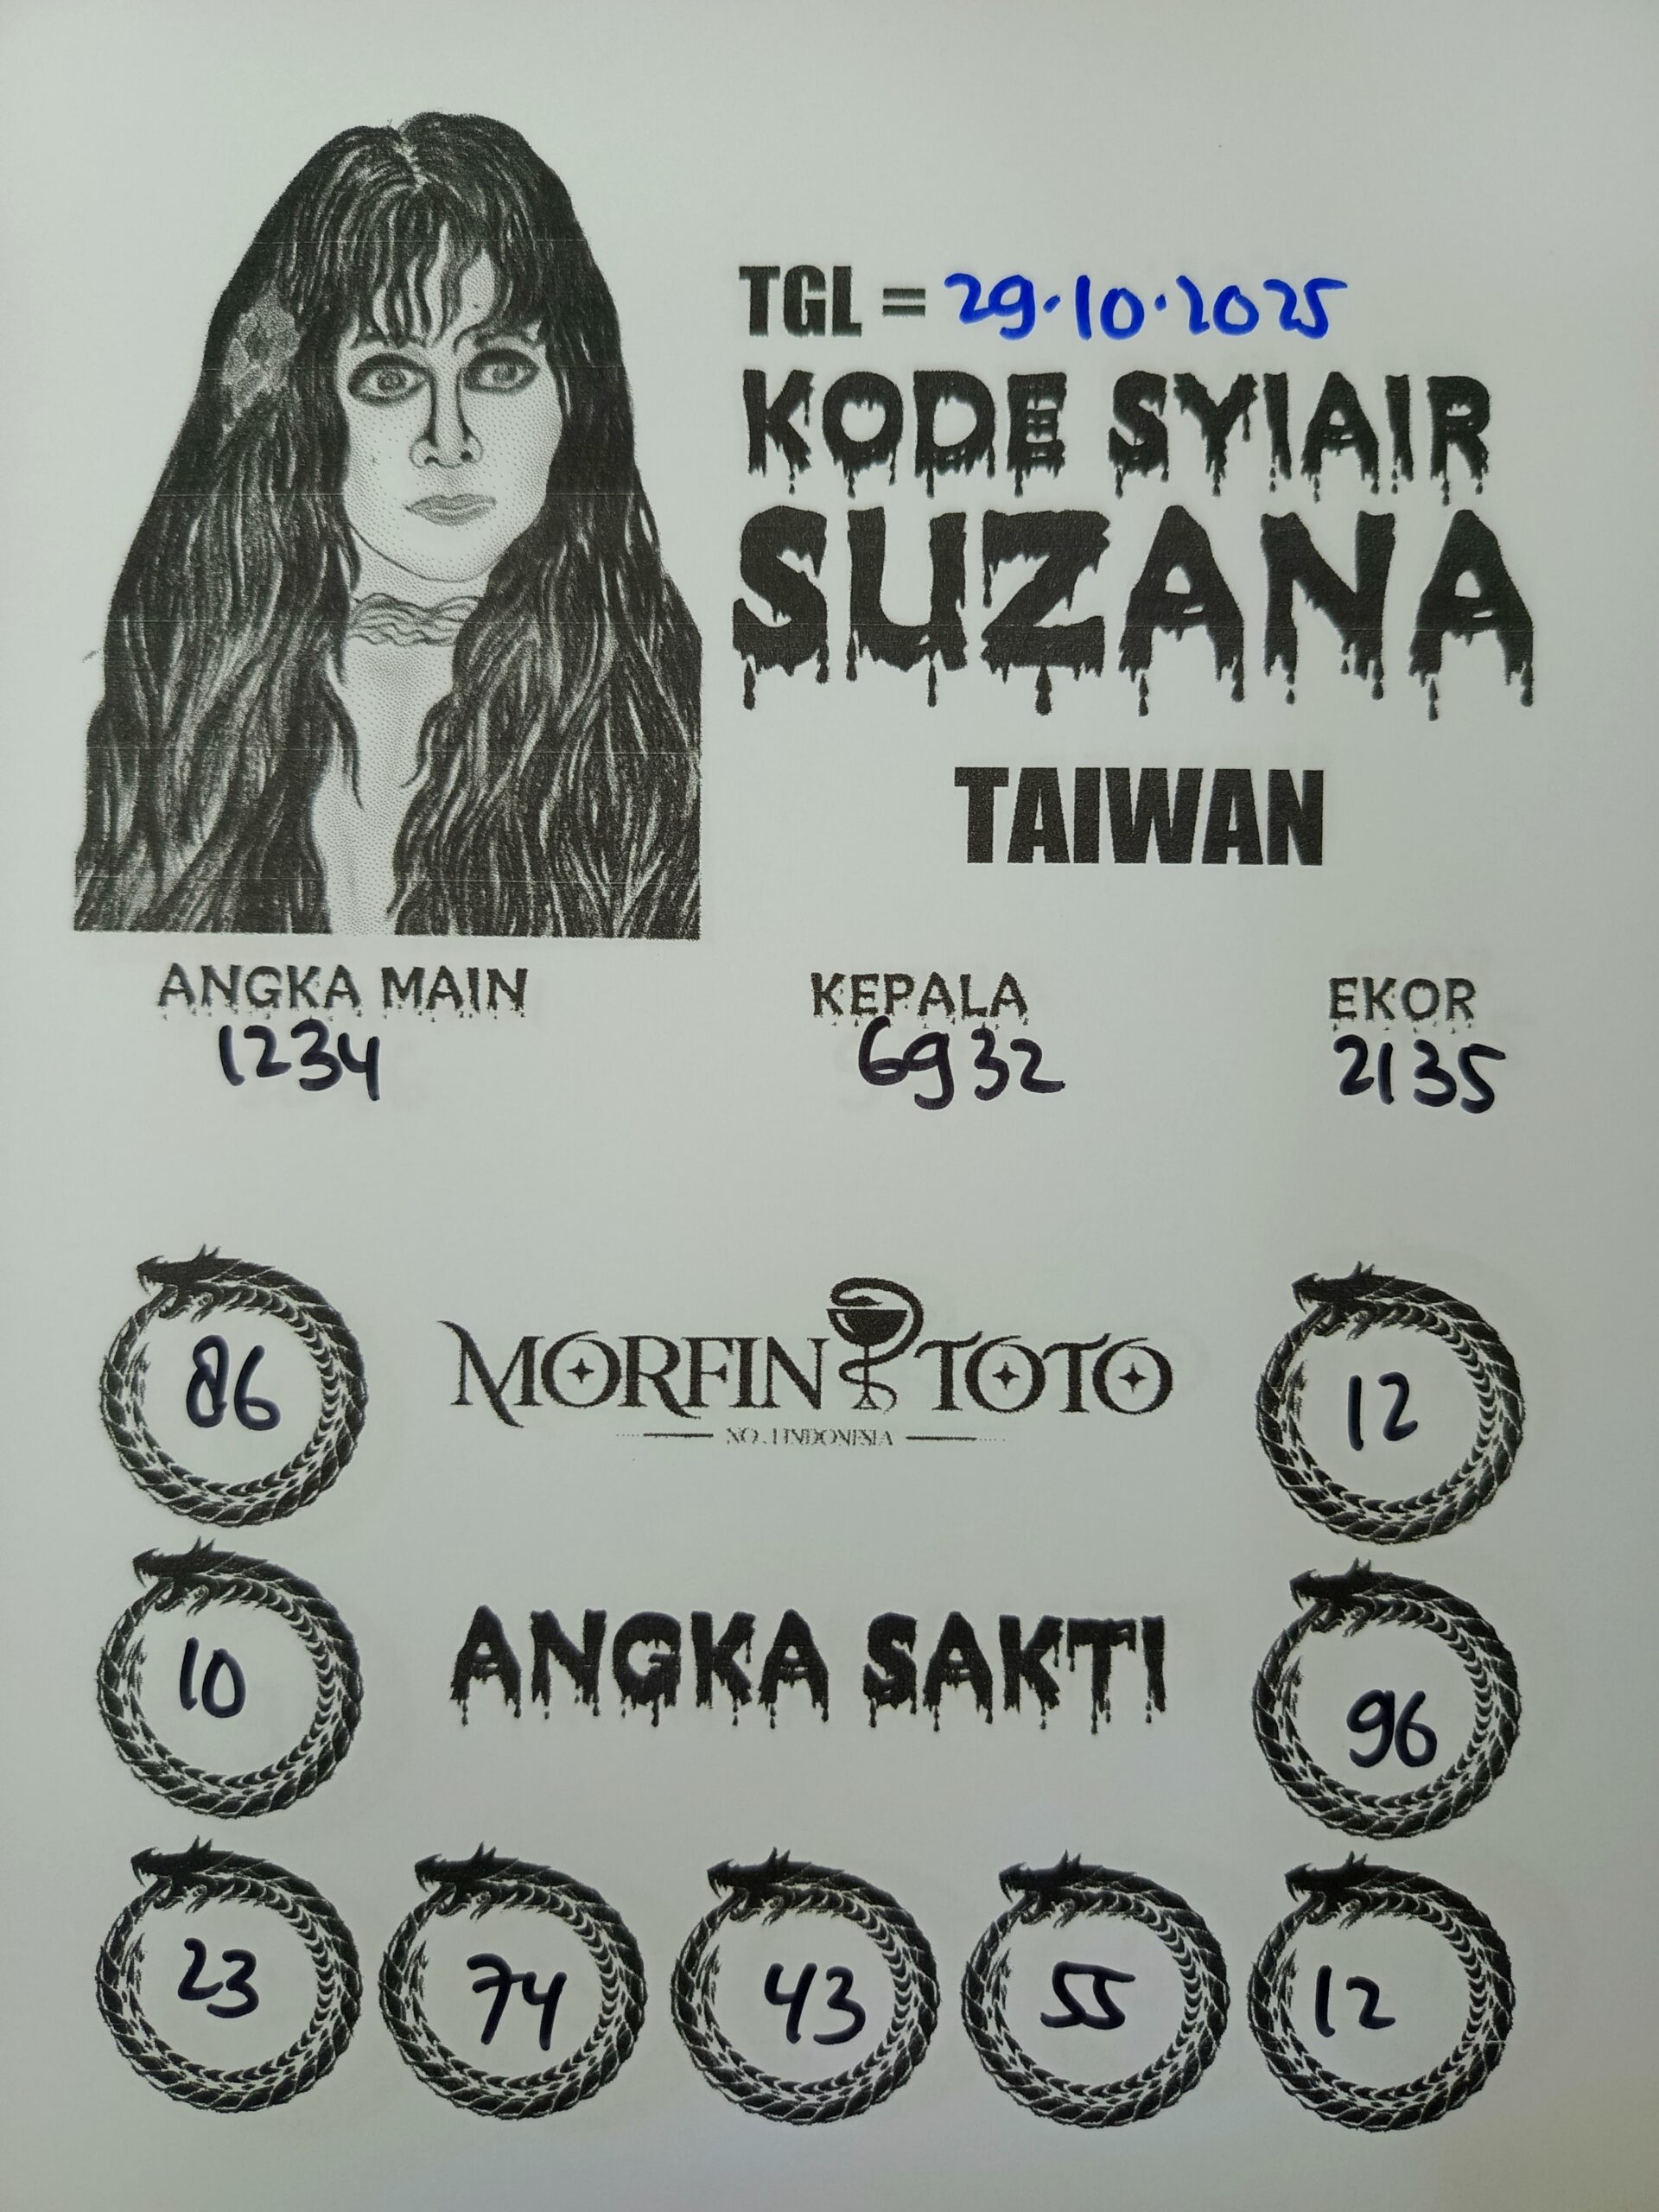 TGL = 29.10.2025
KODE SYIAIR
SUZANA
TAIWAN
ANGKA MAIN KEPALA EKOR
1234 6932 2135
86 MORFIN TOTO 12
NO.1 INDONESIA
10 ANGKA SAKTI 96
23 74 43 55 12